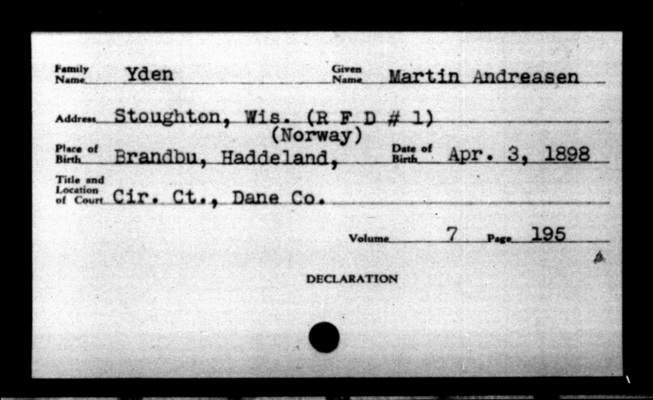 Family Name Yden Given Name Martin Andreasen
Address Stoughton, Wis. (R F D # 1)
(Norway)
Place of Birth Brandbu, Haddeland, Date of Birth Apr. 3, 1898
Title and Location of Court Cir. Ct., Dane Co.
Volume 7 Page 195
DECLARATION